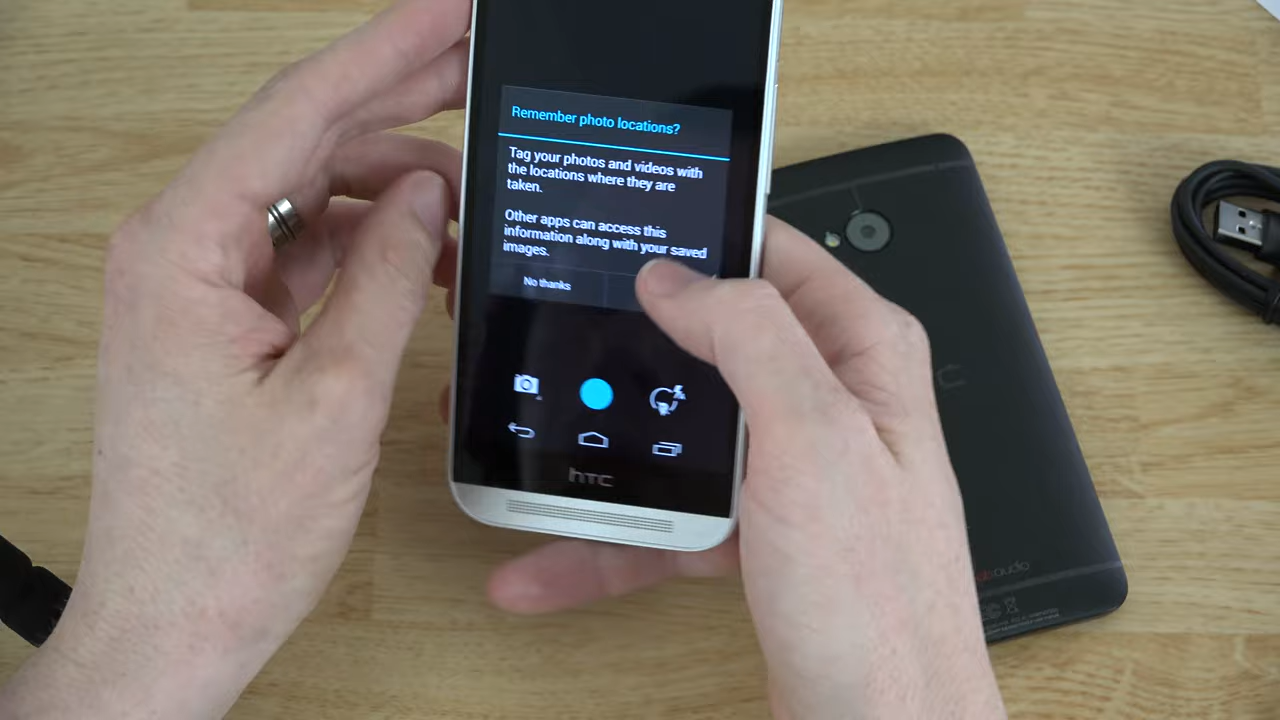 Remember photo locations?
Tag your photos and videos with
the locations where they are
taken.
Other apps can access this
information along with your saved
images.
No thanks
hTC
audio